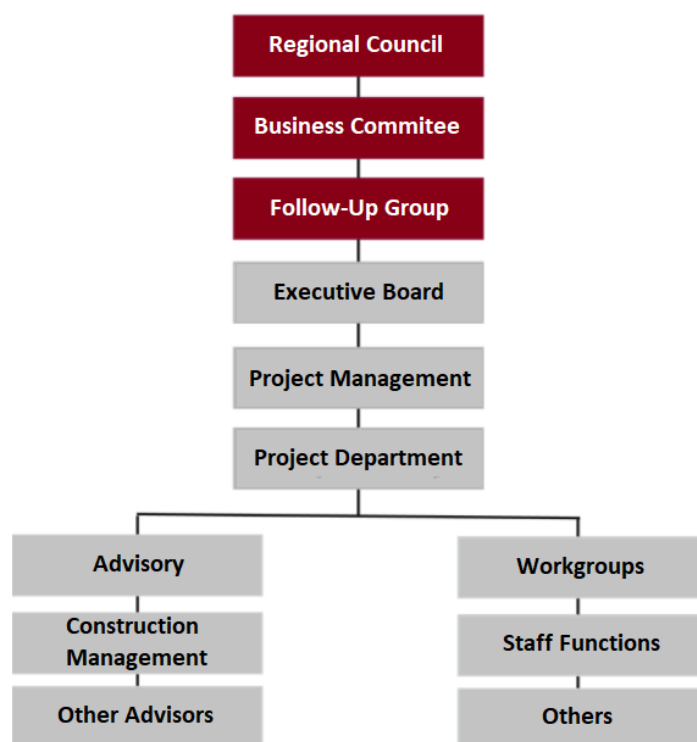 Regional Council
Business Commitee
Follow-Up Group
Executive Board
Project Management
Project Department
Advisory
Construction
Management
Other Advisors
Workgroups
Staff Functions
Others